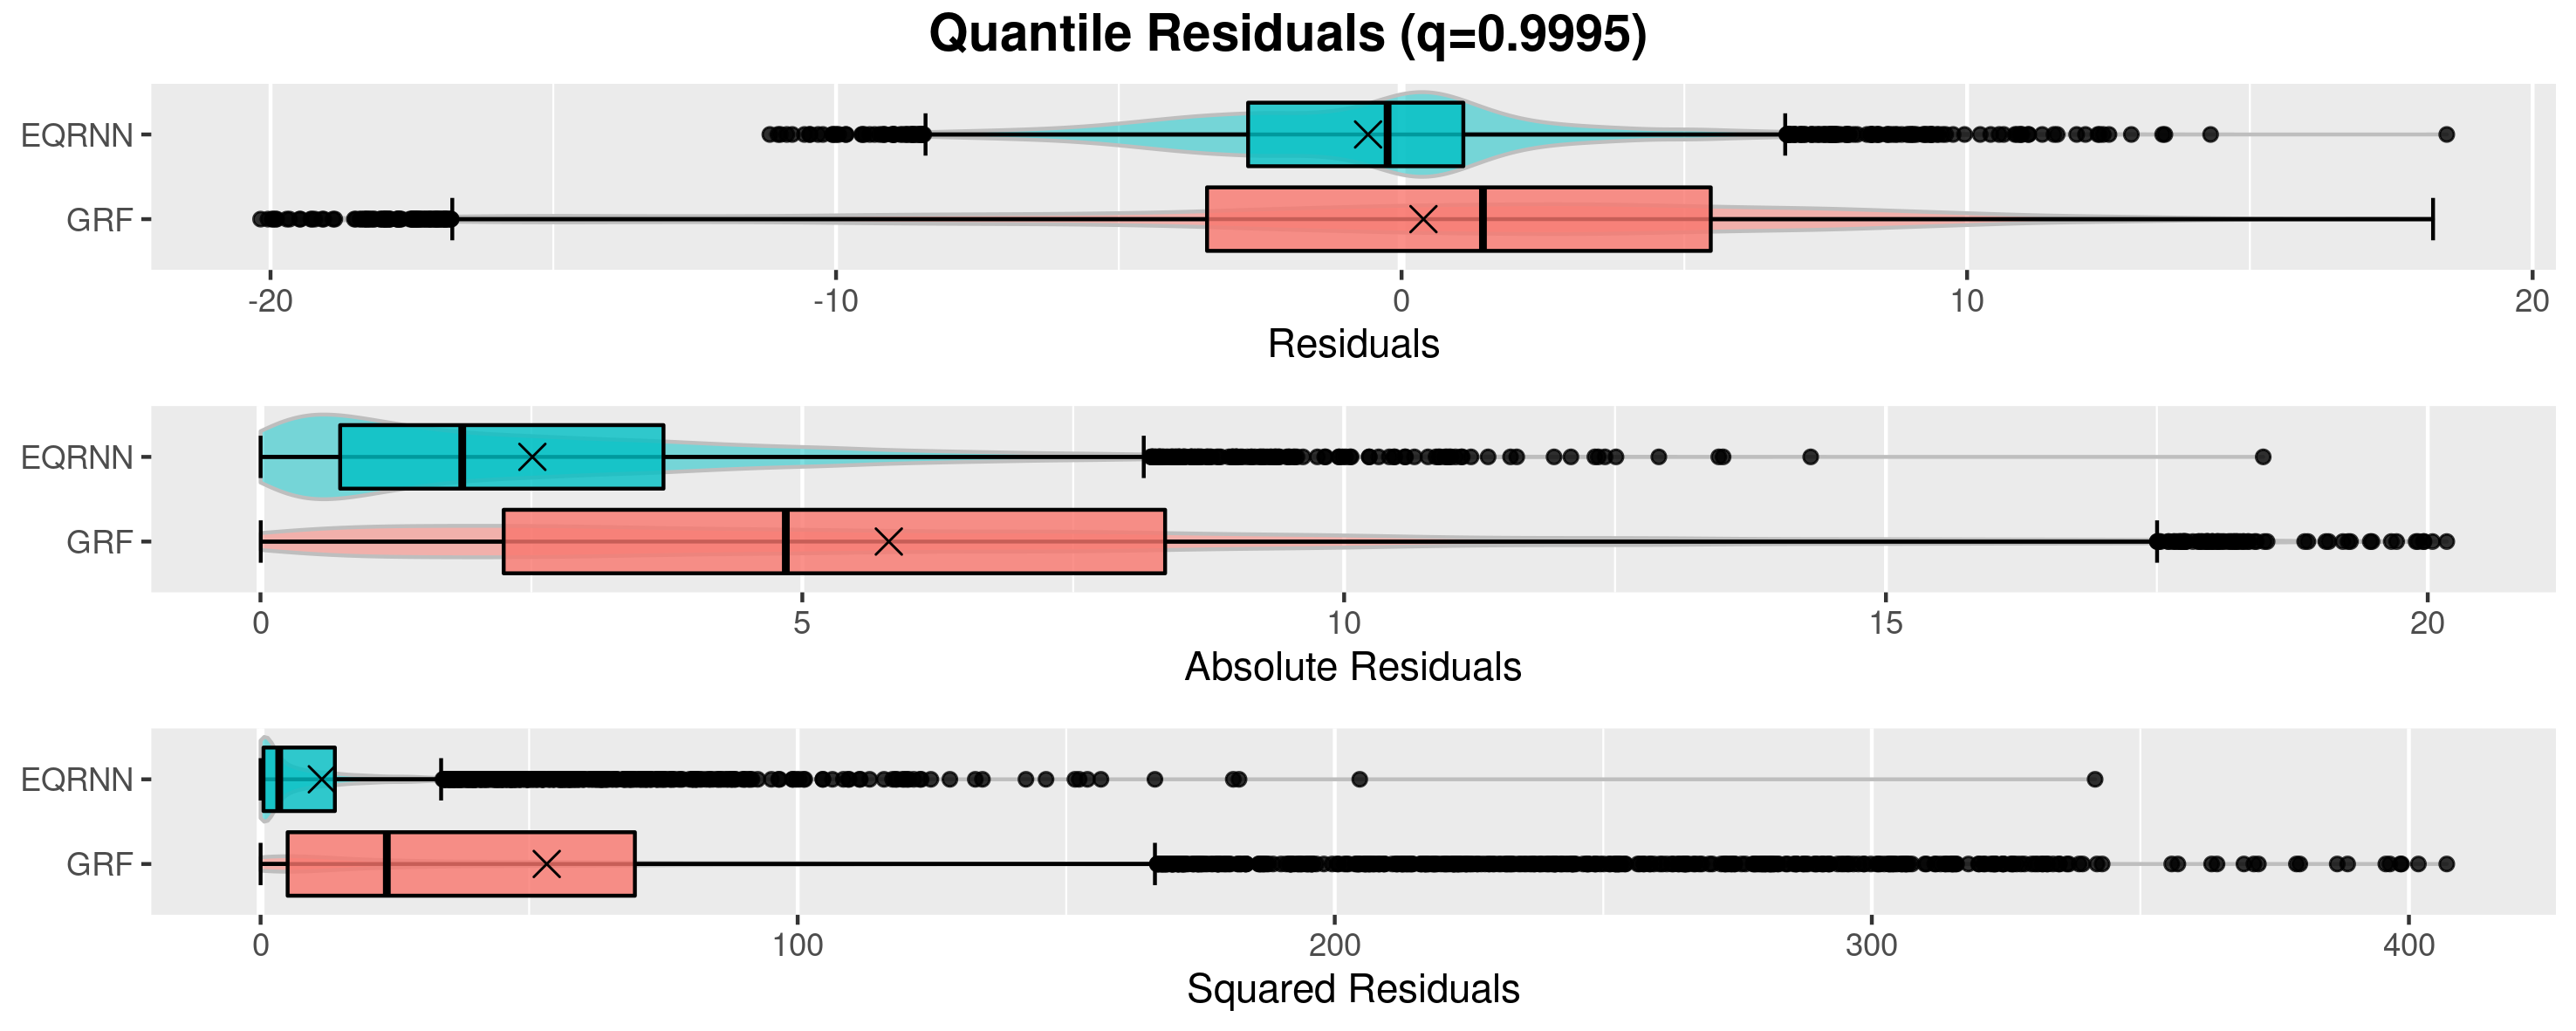 Quantile Residuals (q=0.9995)
EQRNN
GRF
-20 -10 0 10 20
Residuals
EQRNN
GRF
0 5 10 15 20
Absolute Residuals
EQRNN
GRF
0 100 200 300 400
Squared Residuals